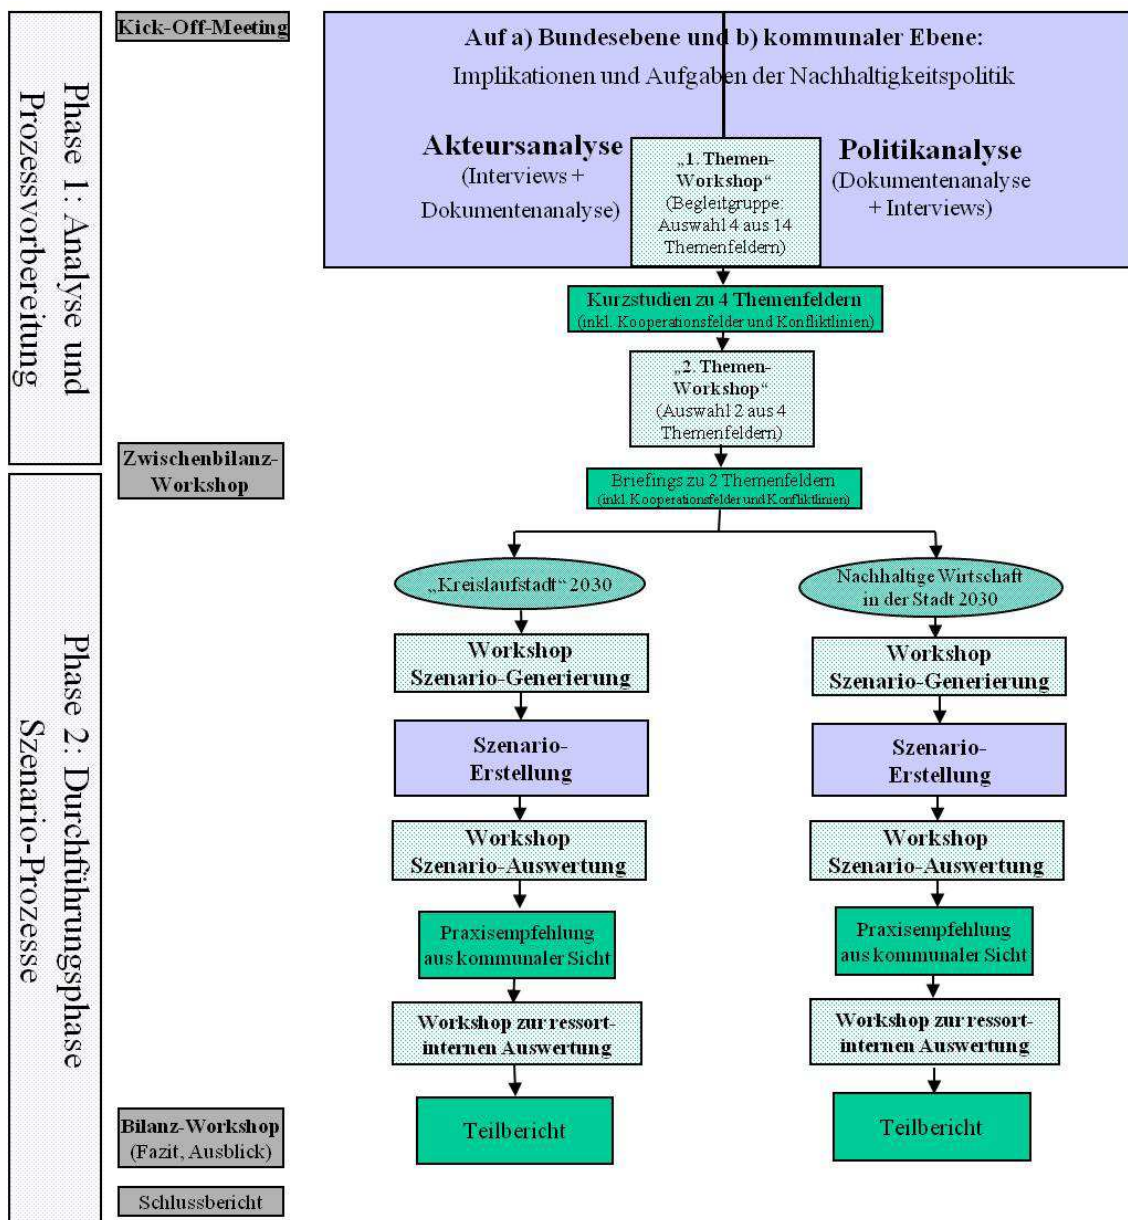 Kick-Off-Meeting
Phase 1: Analyse und
Prozessvorbereitung
Auf a) Bundesebene und b) kommunaler Ebene:
Implikationen und Aufgaben der Nachhaltigkeitspolitik
Akteursanalyse
(Interviews +
Dokumentenanalyse)
„1. Themen-
Workshop“
(Begleitgruppe:
Auswahl 4 aus 14
Themenfeldern)
Politikanalyse
(Dokumentenanalyse
+ Interviews)
Kurzstudien zu 4 Themenfeldern
(inkl. Kooperationsfelder und Konfliktlinien)
„2. Themen-
Workshop“
(Auswahl 2 aus 4
Themenfeldern)
Zwischenbilanz-
Workshop
Briefings zu 2 Themenfeldern
(inkl. Kooperationsfelder und Konfliktlinien)
Phase 2: Durchführungsphase
Szenario-Prozesse
„Kreislaufstadt“ 2030
Workshop
Szenario-Generierung
Szenario-
Erstellung
Workshop
Szenario-Auswertung
Praxisempfehlung
aus kommunaler Sicht
Workshop zur ressort-
internen Auswertung
Teilbericht
Nachhaltige Wirtschaft
in der Stadt 2030
Workshop
Szenario-Generierung
Szenario-
Erstellung
Workshop
Szenario-Auswertung
Praxisempfehlung
aus kommunaler Sicht
Workshop zur ressort-
internen Auswertung
Teilbericht
Bilanz-Workshop
(Fazit, Ausblick)
Schlussbericht